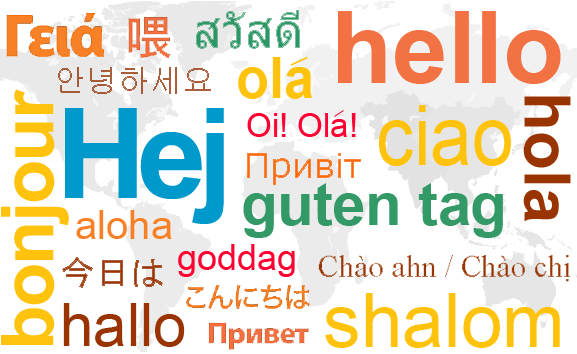 Γειά
喂
สวัสดี
hello
안녕하세요
olá
Hej
Oi! Olá!
ciao
hola
bonjour
Привіт
guten tag
aloha
goddag
Chào ahn / Chào chị
今日は
こんにちは
hallo
Привет
shalom